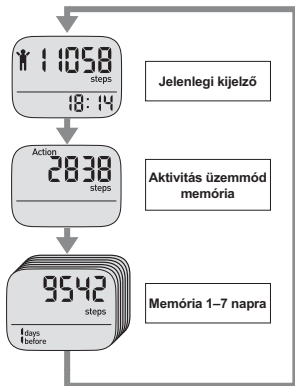 11058
steps
18:14
Jelenlegi kijelző
Action
2838
steps
Aktivitás üzemmód
memória
9542
steps
1 days
before
Memória 1–7 napra